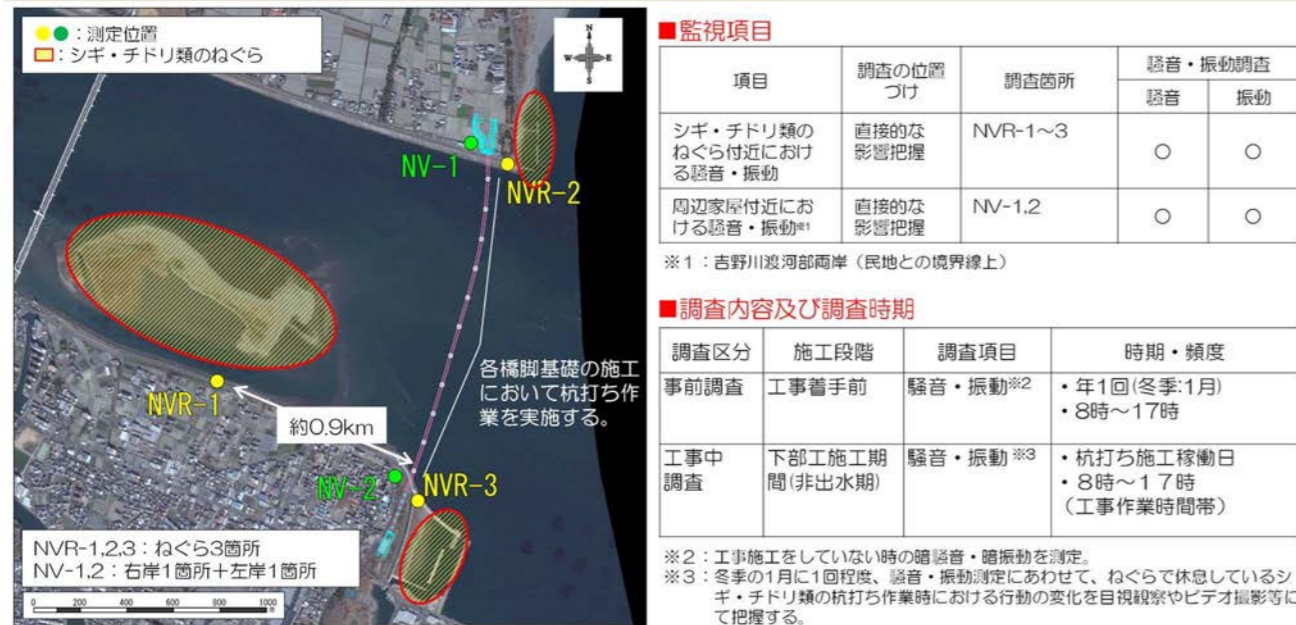 ●●：測定位置
：シギ・チドリ類のねぐら
N
W E
S
NV-1
NVR-2
NVR-1
約0.9km
各橋脚基礎の施工
において杭打ち作
業を実施する。
NV-2
NVR-3
NVR-1,2,3：ねぐら3箇所
NV-1,2：右岸1箇所＋左岸1箇所
0 200 400 600 800 1000
m
■監視項目
項目 調査の位置づけ 調査箇所 騒音・振動調査
騒音 振動
シギ・チドリ類の
ねぐら付近におけ
る騒音・振動
直接的な
影響把握
NVR-1～3
○ ○
周辺家屋付近にお
ける騒音・振動※1
直接的な
影響把握
NV-1,2
○ ○
※1：吉野川渡河部両岸（民地との境界線上）
■調査内容及び調査時期
調査区分 施工段階 調査項目 時期・頻度
事前調査 工事着手前 騒音・振動※2 ・年1回(冬季:1月)
・8時～17時
工事中
調査
下部工施工期
間(非出水期)
騒音・振動 ※3
・杭打ち施工稼働日
・8時～17時
（工事作業時間帯）
※2：工事施工をしていない時の暗騒音・暗振動を測定。
※3：冬季の1月に1回程度、騒音・振動測定にあわせて、ねぐらで休息しているシ
ギ・チドリ類の杭打ち作業時における行動の変化を目視観察やビデオ撮影等に
て把握する。